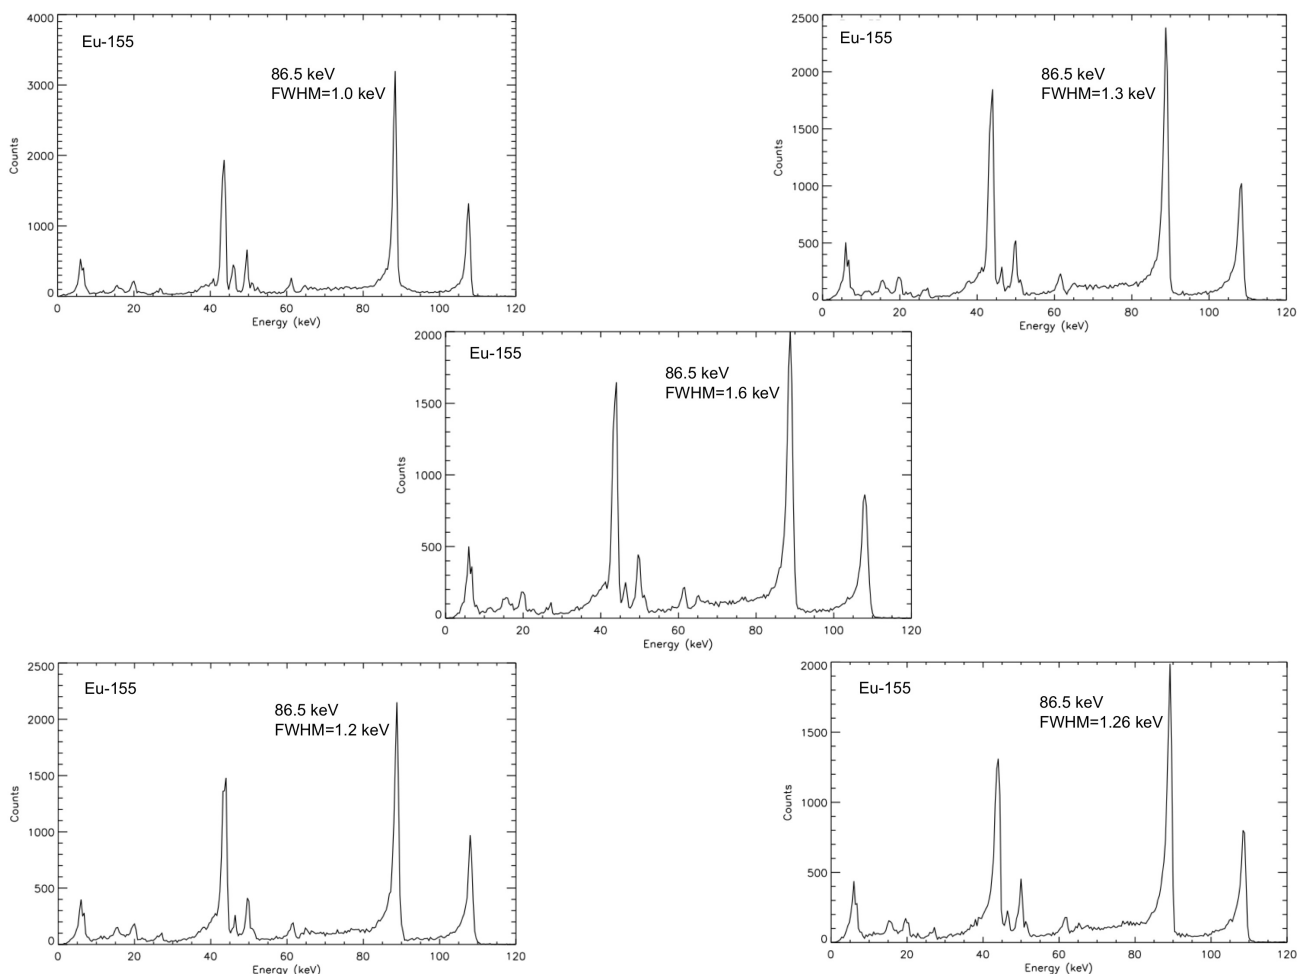 4000
Eu-155
86.5 keV
FWHM=1.0 keV
3000
2000
1000
0
Counts
0 20 40 60 80 100 120
Energy (keV)
2500
Eu-155
86.5 keV
FWHM=1.3 keV
2000
1500
1000
500
0
Counts
0 20 40 60 80 100 120
Energy (keV)
2000
Eu-155
86.5 keV
FWHM=1.6 keV
1500
1000
500
0
Counts
0 20 40 60 80 100 120
Energy (keV)
2500
Eu-155
86.5 keV
FWHM=1.2 keV
2000
1500
1000
500
0
Counts
0 20 40 60 80 100 120
Energy (keV)
2000
Eu-155
86.5 keV
FWHM=1.26 keV
1500
1000
500
0
Counts
0 20 40 60 80 100 120
Energy (keV)